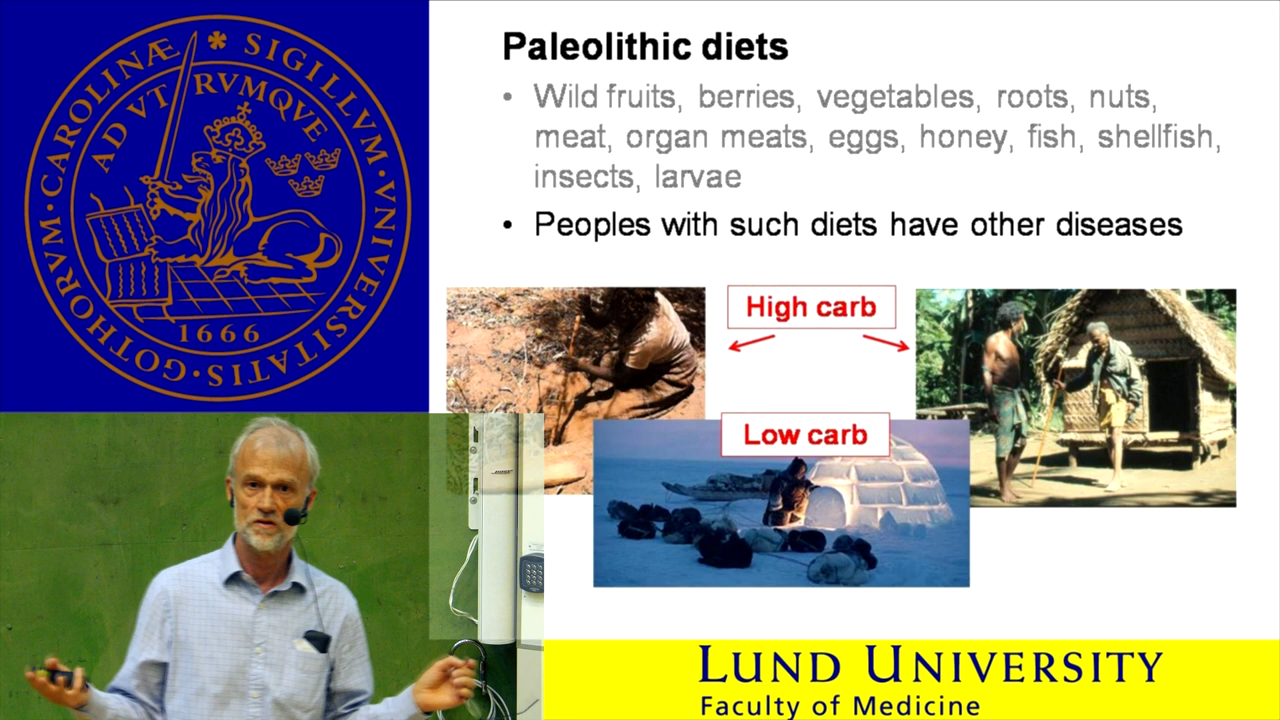 SIGILLVM·VNIVERSITATIS·GOTHORVM·CAROLINÆ
AD VTRVMQVE
1666
Paleolithic diets
• Wild fruits, berries, vegetables, roots, nuts,
meat, organ meats, eggs, honey, fish, shellfish,
insects, larvae
• Peoples with such diets have other diseases
High carb
Low carb
BOSE
LUND UNIVERSITY
Faculty of Medicine